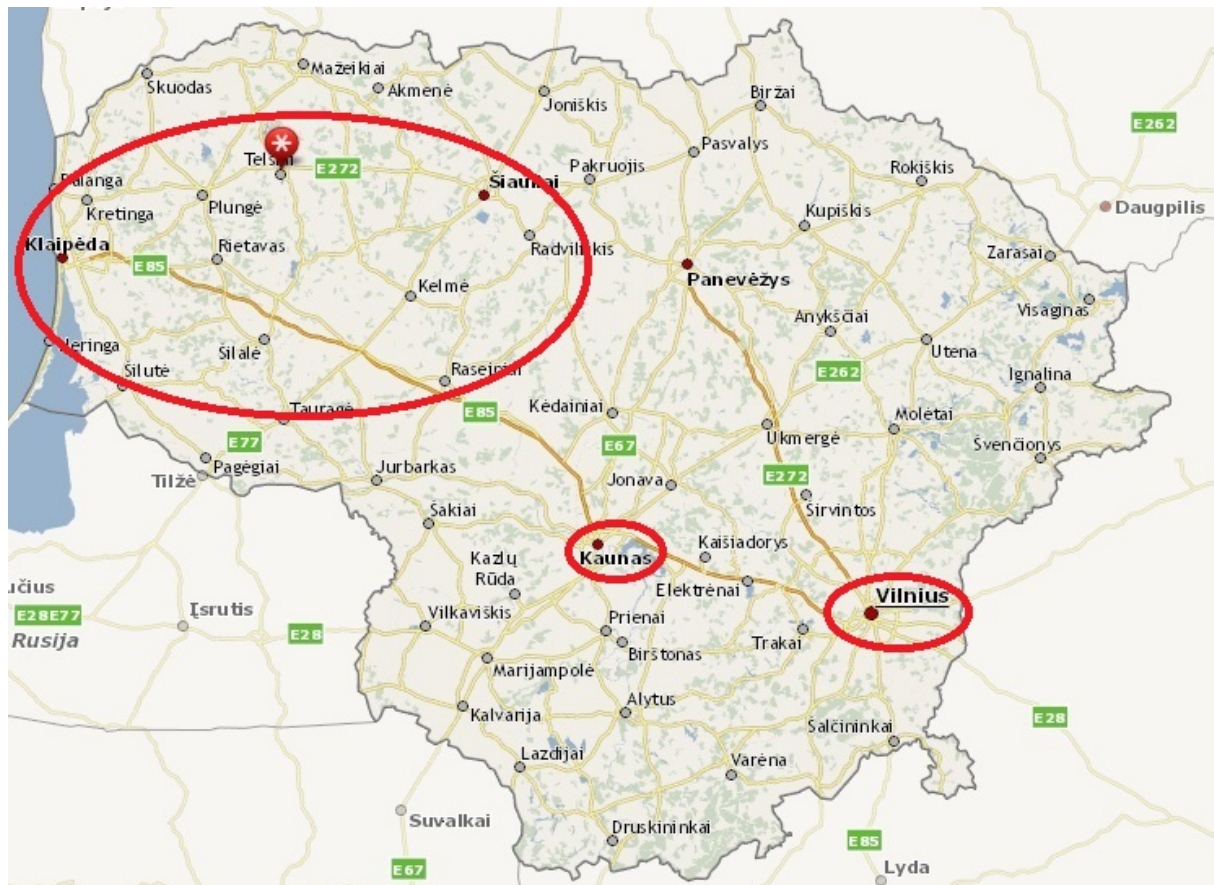 Mažeikiai
Skuodas
Akmenė
Joniškis
Biržai
E262
Pasvalys
Telšiai
E272
Pakruojis
Rokiškis
Palanga
Šiauliai
Kretinga
Plungė
Daugpilis
Kupiškis
Klaipėda
Rietavas
Radviliškis
Zarasai
E85
Panevėžys
Kelmė
Visaginas
Anykščiai
Neringa
Silalė
Utena
Šilutė
Raseiniai
E262
Ignalina
Tauragė
E85
Kėdainiai
Molėtai
E77
E67
Ukmergė
Švenčionys
Pagėgiai
Jurbarkas
Tilžė
Jonava
E272
Širvintos
Šakiai
Kaunas
Kaišiadorys
Kazlų
Rūda
Elektrėnai
učius
Vilnius
E28E77
Įsrutis
Vilkaviškis
Prienai
Rusija
E28
Birštonas
Trakai
Marijampolė
Alytus
Kalvarija
E28
Šalčininkai
Lazdijai
Varėna
Suvalkai
Druskininkai
E85
E67
Lyda